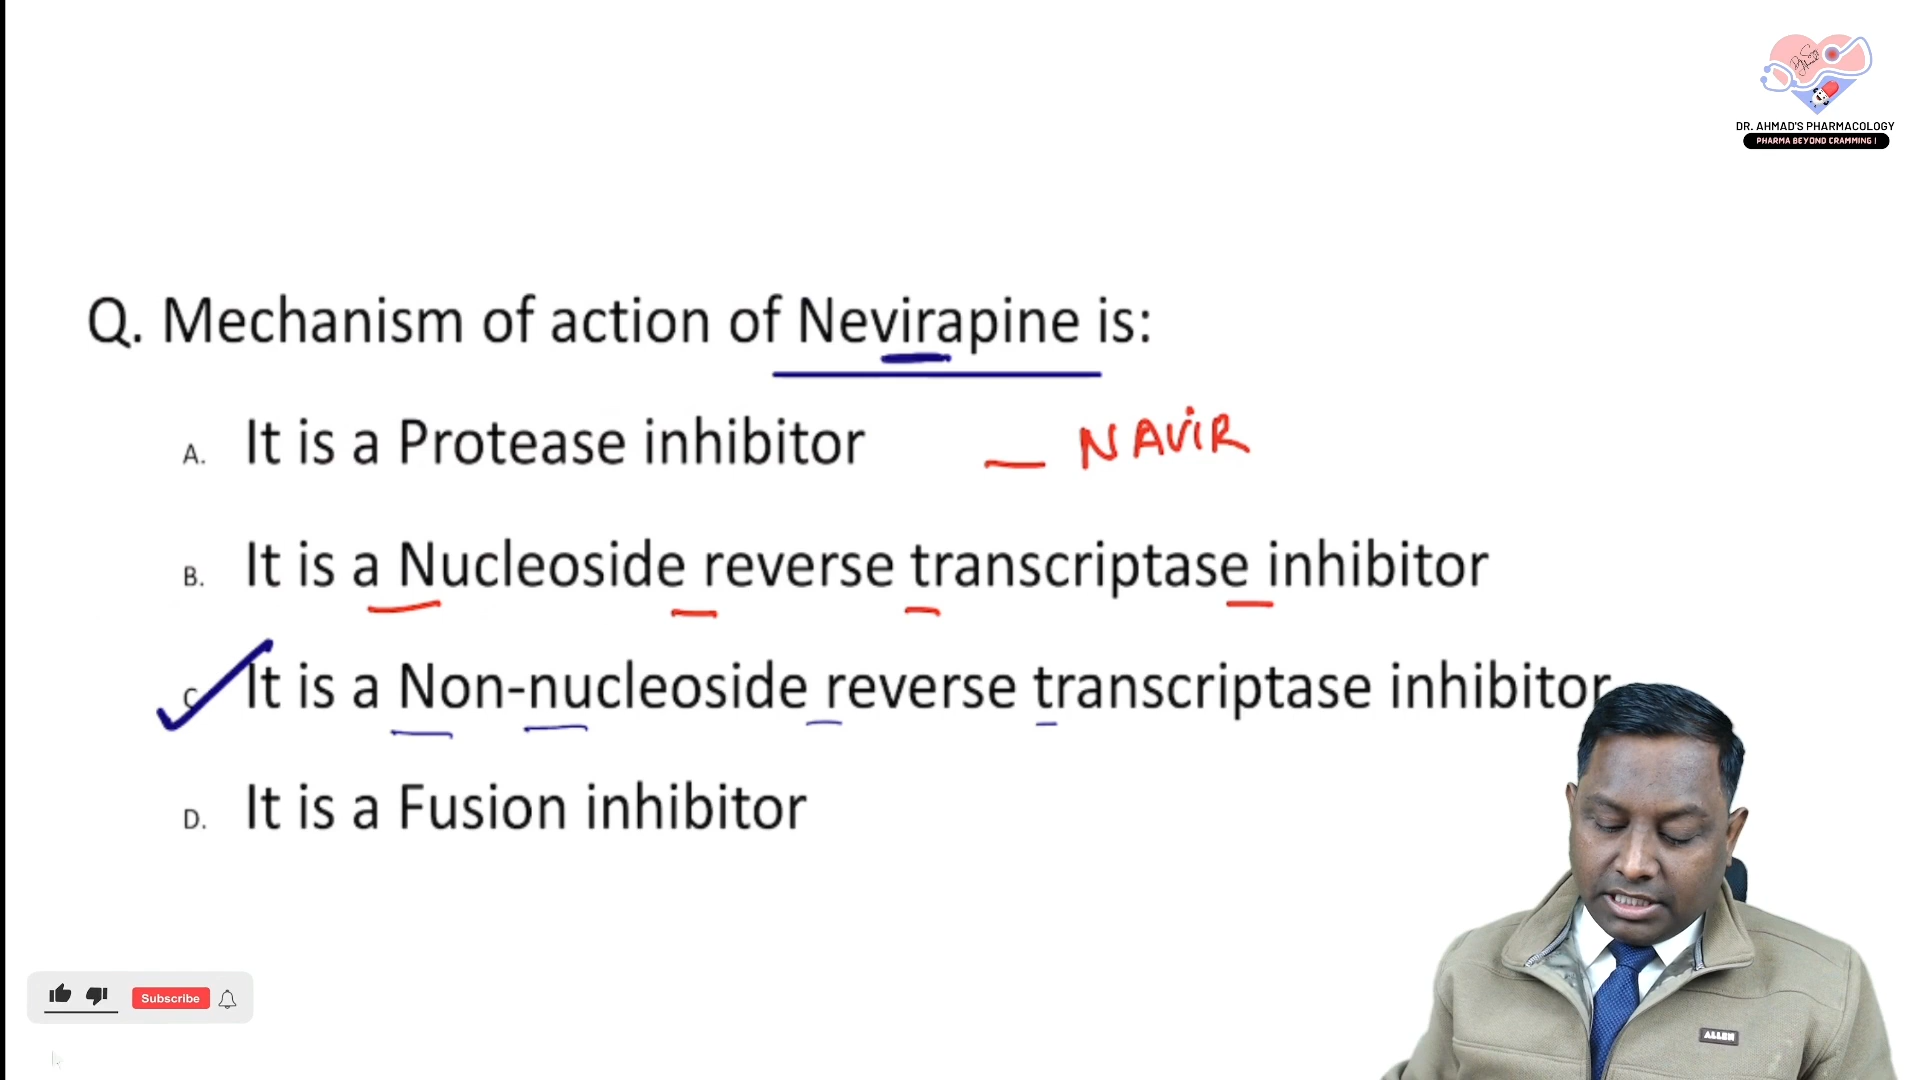 DR. AHMAD'S PHARMACOLOGY
PHARMA BEYOND CRAMMING !
Q. Mechanism of action of Nevirapine is:
A. It is a Protease inhibitor — NAViR
B. It is a Nucleoside reverse transcriptase inhibitor
C. It is a Non-nucleoside reverse transcriptase inhibitor
D. It is a Fusion inhibitor
Subscribe
ALLEN